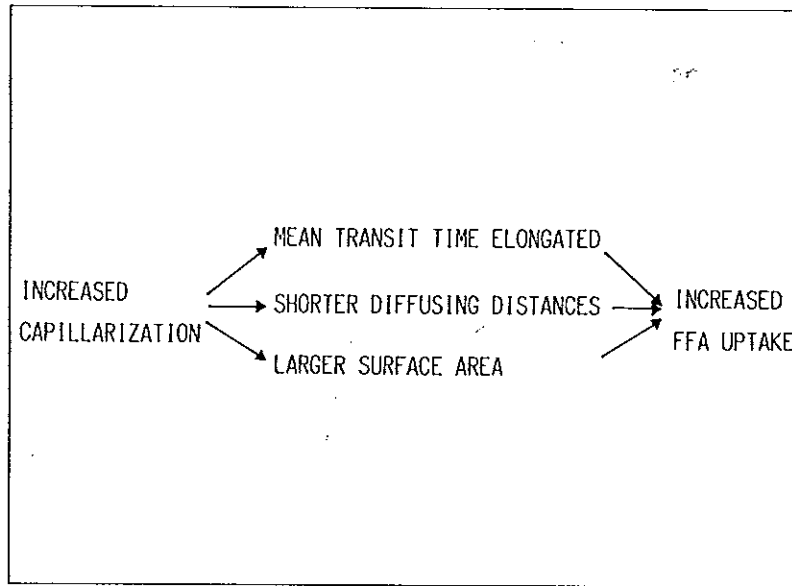 MEAN TRANSIT TIME ELONGATED
INCREASED
CAPILLARIZATION
SHORTER DIFFUSING DISTANCES
LARGER SURFACE AREA
INCREASED
FFA UPTAKE